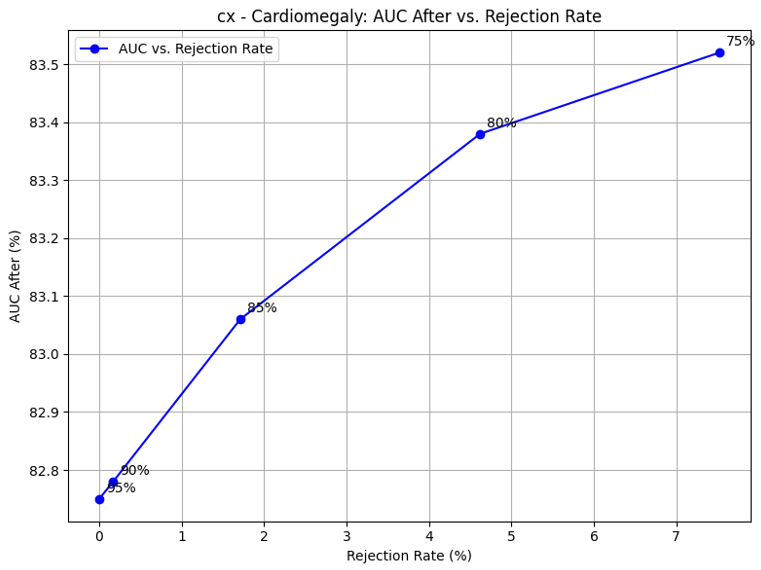 cx - Cardiomegaly: AUC After vs. Rejection Rate
AUC vs. Rejection Rate
75%
80%
85%
90%
95%
83.5
83.4
83.3
83.2
83.1
83.0
82.9
82.8
AUC After (%)
0 1 2 3 4 5 6 7
Rejection Rate (%)